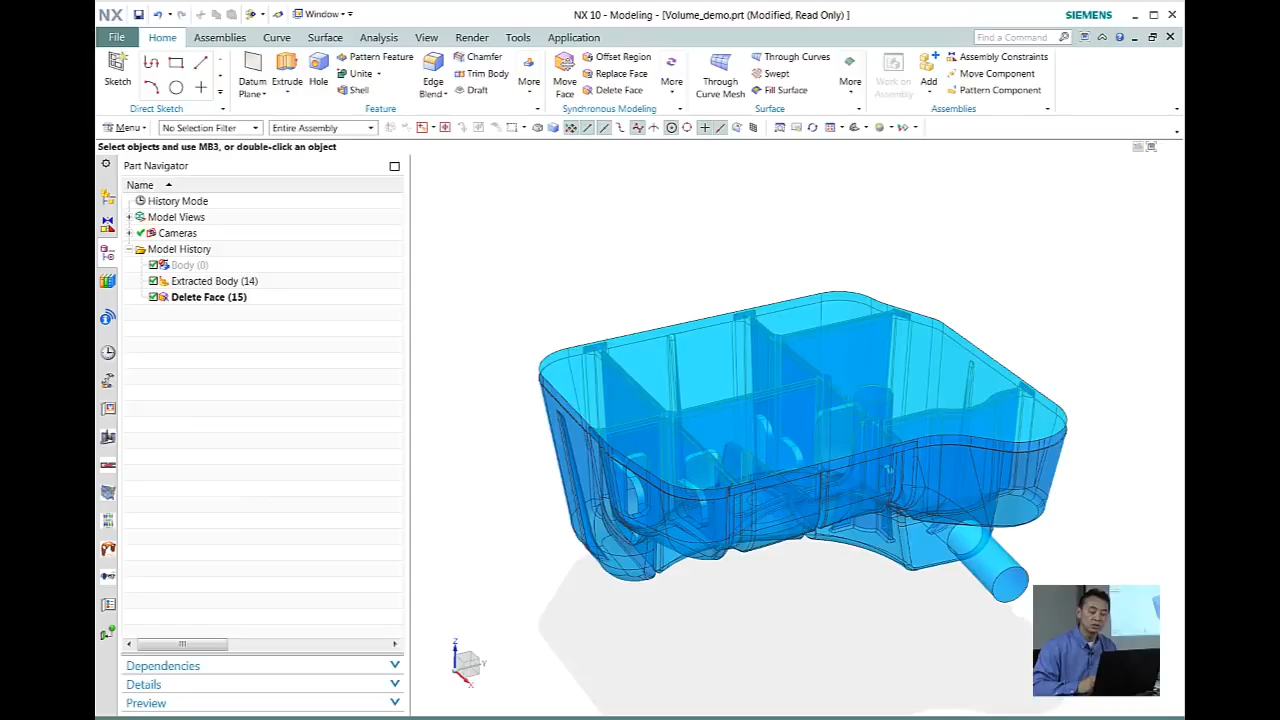 NX
Window
NX 10 - Modeling - [Volume_demo.prt (Modified, Read Only) ]
SIEMENS
File
Home
Assemblies
Curve
Surface
Analysis
View
Render
Tools
Application
Find a Command
Sketch
Direct Sketch
Datum
Plane
Extrude
Hole
Pattern Feature
Unite
Shell
Edge
Blend
Chamfer
Trim Body
Draft
More
Feature
Move
Face
Offset Region
Replace Face
Delete Face
More
Synchronous Modeling
Through
Curve Mesh
Through Curves
Swept
Fill Surface
More
Surface
Work on
Assembly
Add
Assembly Constraints
Move Component
Pattern Component
Assemblies
Menu
No Selection Filter
Entire Assembly
Select objects and use MB3, or double-click an object
Part Navigator
Name
History Mode
Model Views
Cameras
Model History
Body (0)
Extracted Body (14)
Delete Face (15)
Dependencies
Details
Preview
Z
Y
X